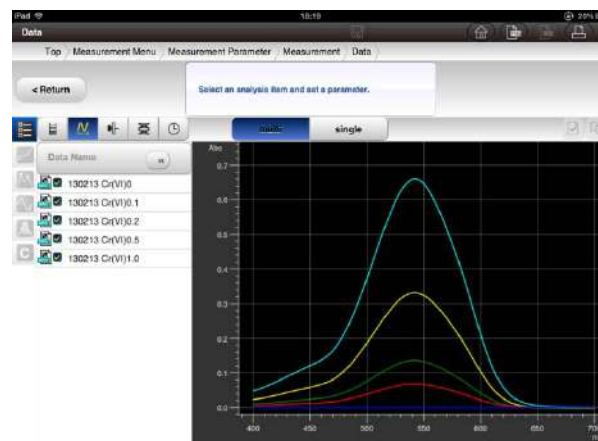 iPad 18:19
Data
Top Measurement Menu Measurement Parameter Measurement Data
< Return
Select an analysis item and set a parameter.
multi single
Data Name «
130213 Cr(VI)0
130213 Cr(VI)0.1
130213 Cr(VI)0.2
130213 Cr(VI)0.5
130213 Cr(VI)1.0
C
Abs
0.7
0.6
0.5
0.4
0.3
0.2
0.1
0.0
400 450 500 550 600 650